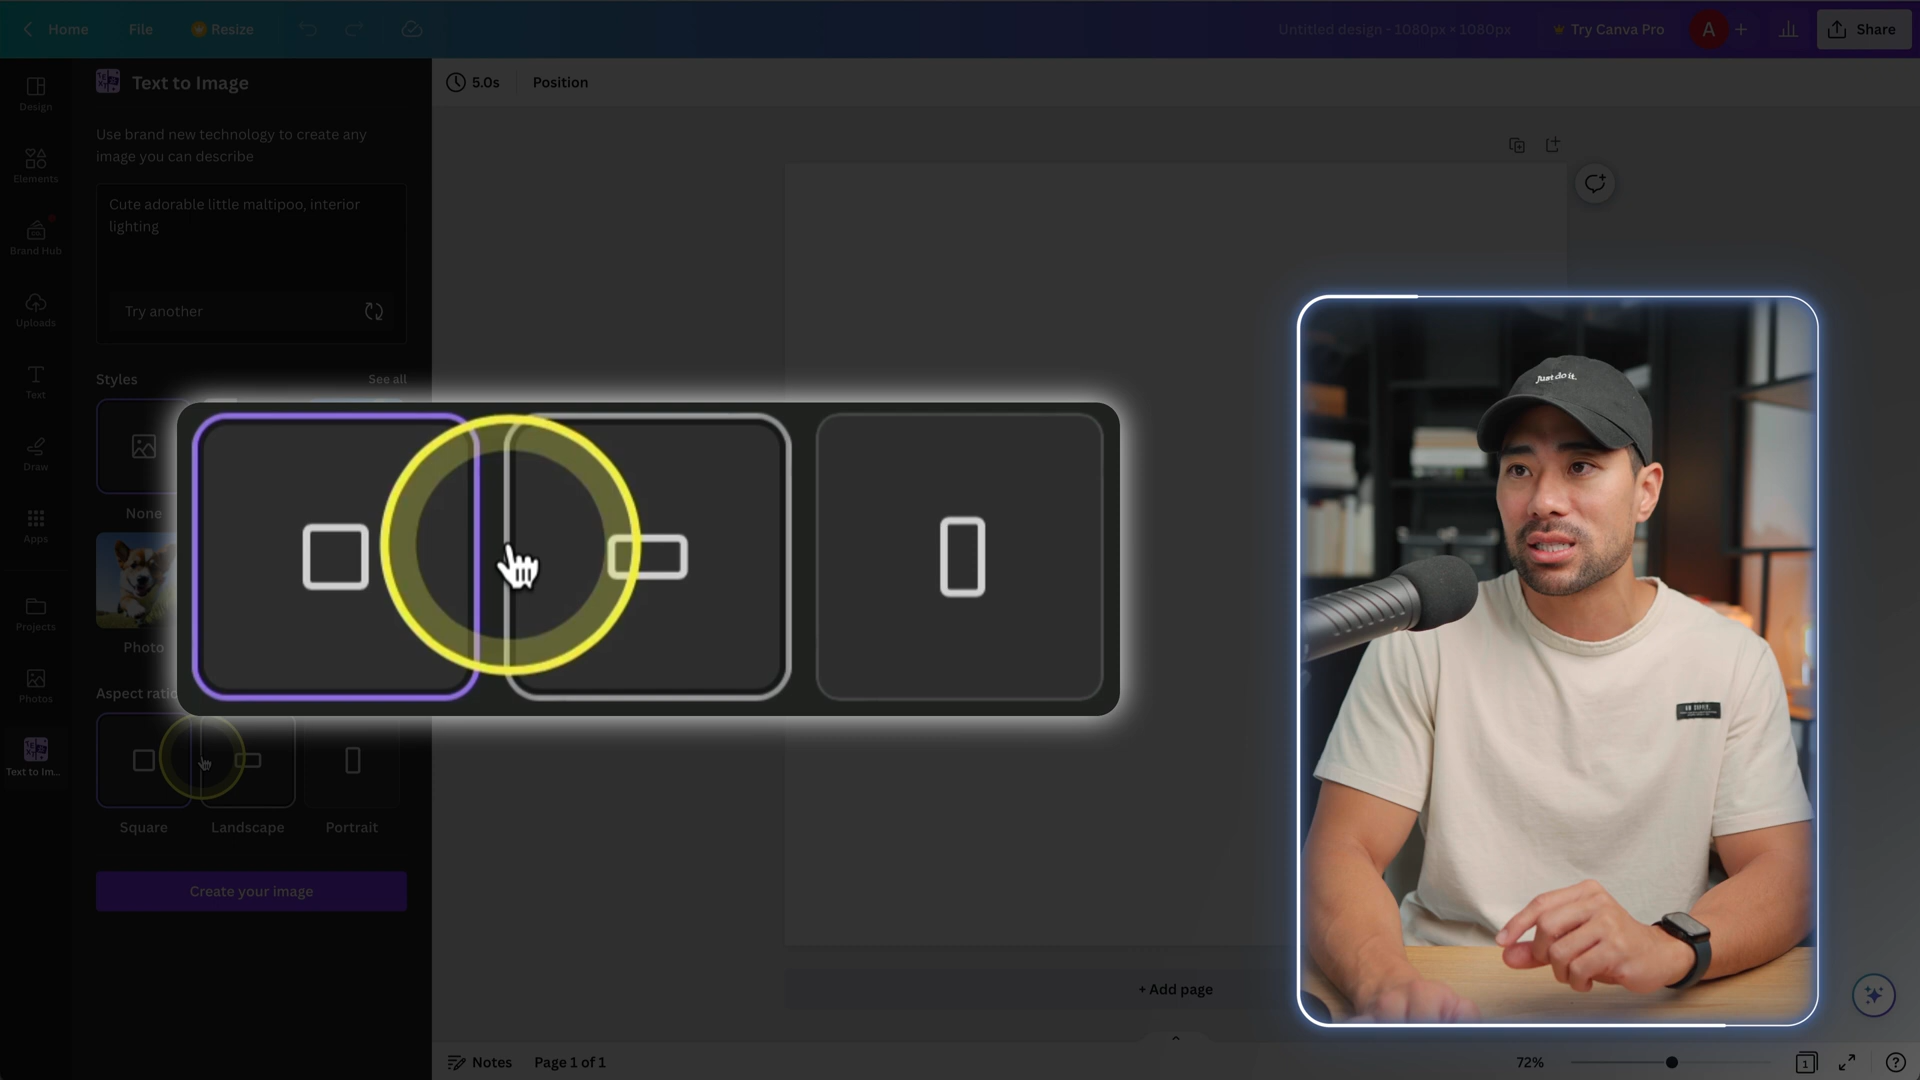 Home
File
Resize
Untitled design - 1080px × 1080px
Try Canva Pro
A
Share
Design
Elements
Brand Hub
Uploads
Text
Draw
Apps
Projects
Photos
Text to Im...
Text to Image
Use brand new technology to create any
image you can describe
Cute adorable little maltipoo, interior
lighting
Try another
Styles
See all
None
Photo
Aspect ratio
Square
Landscape
Portrait
Create your image
5.0s
Position
Just do it.
+ Add page
Notes
Page 1 of 1
72%
1